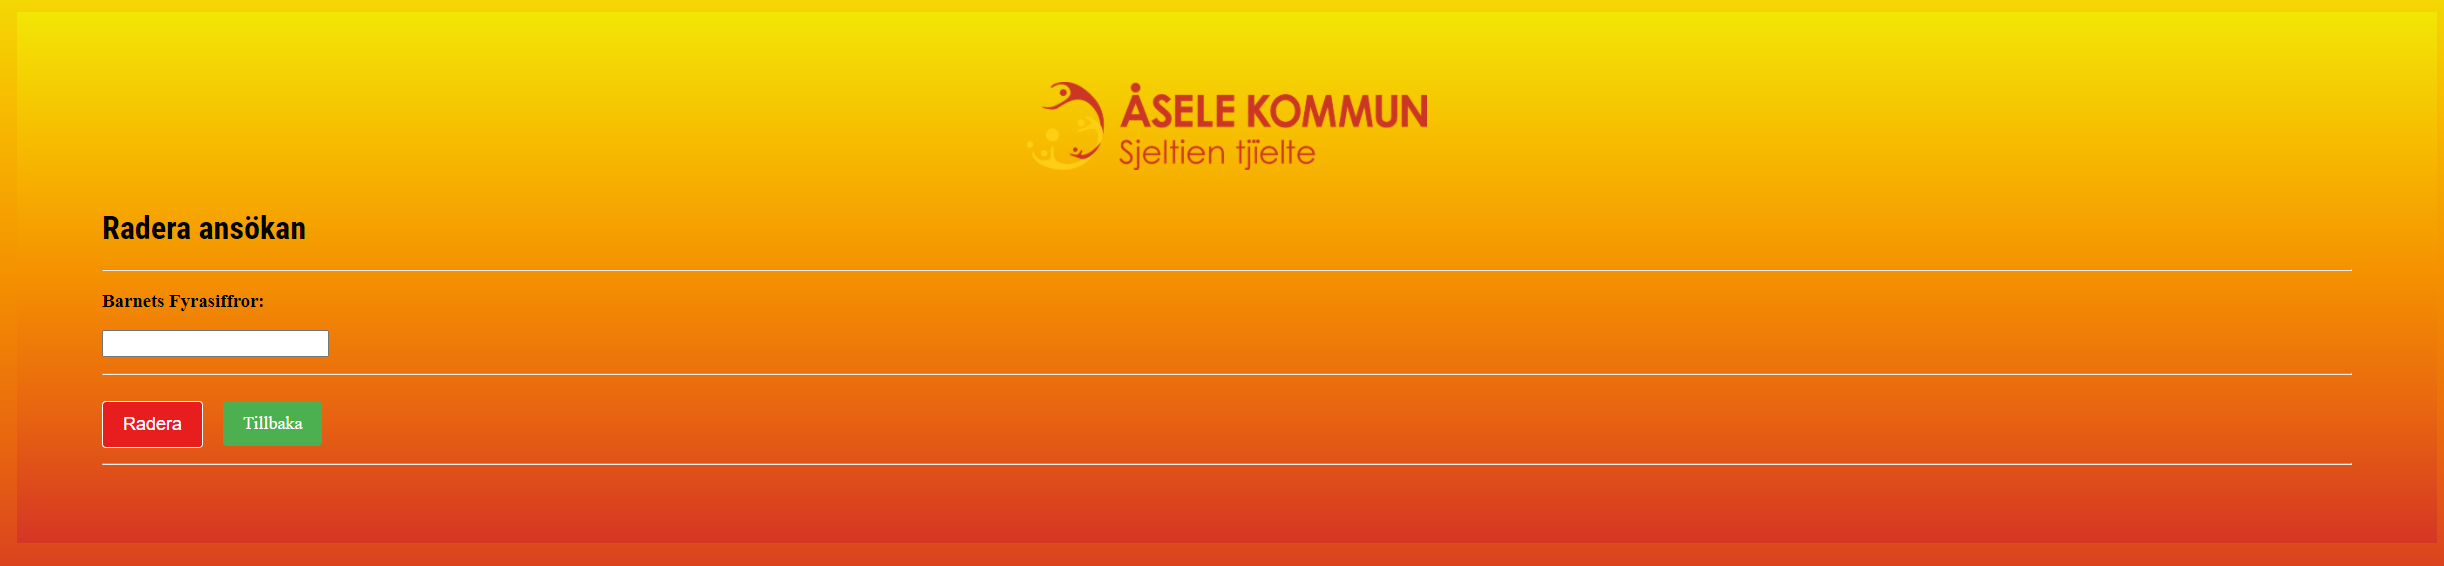 ÅSELE KOMMUN
Sjeltien tjïelte
Radera ansökan
Barnets Fyrasiffror:
Radera
Tillbaka